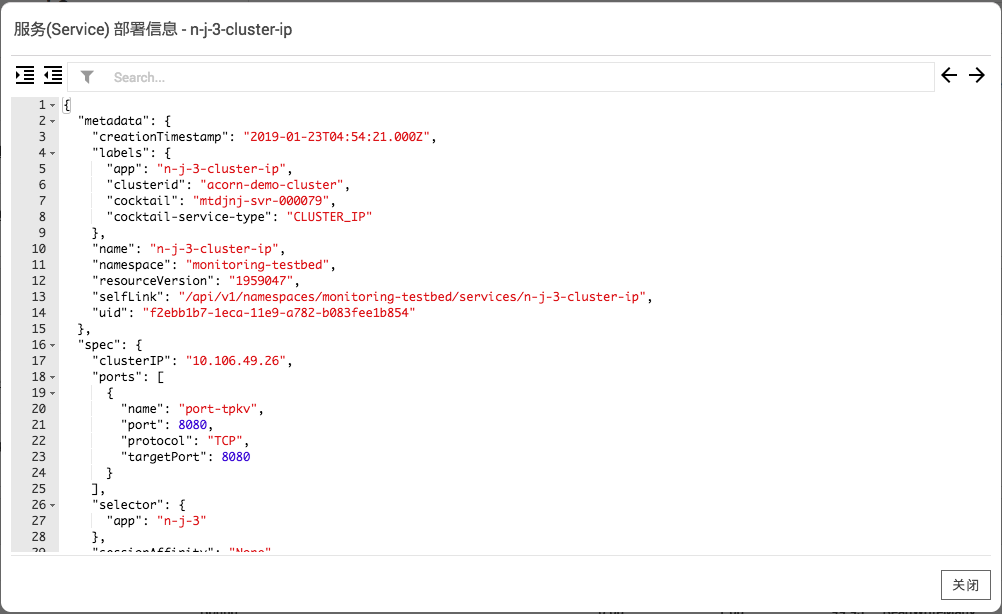 服务(Service) 部署信息 - n-j-3-cluster-ip
Search...
1 {
2 "metadata": {
3 "creationTimestamp": "2019-01-23T04:54:21.000Z",
4 "labels": {
5 "app": "n-j-3-cluster-ip",
6 "clusterid": "acorn-demo-cluster",
7 "cocktail": "mtdjnj-svr-000079",
8 "cocktail-service-type": "CLUSTER_IP"
9 },
10 "name": "n-j-3-cluster-ip",
11 "namespace": "monitoring-testbed",
12 "resourceVersion": "1959047",
13 "selfLink": "/api/v1/namespaces/monitoring-testbed/services/n-j-3-cluster-ip",
14 "uid": "f2ebb1b7-1eca-11e9-a782-b083fee1b854"
15 },
16 "spec": {
17 "clusterIP": "10.106.49.26",
18 "ports": [
19 {
20 "name": "port-tpkv",
21 "port": 8080,
22 "protocol": "TCP",
23 "targetPort": 8080
24 }
25 ],
26 "selector": {
27 "app": "n-j-3"
28 },
29 "sessionAffinity": "None"
关闭